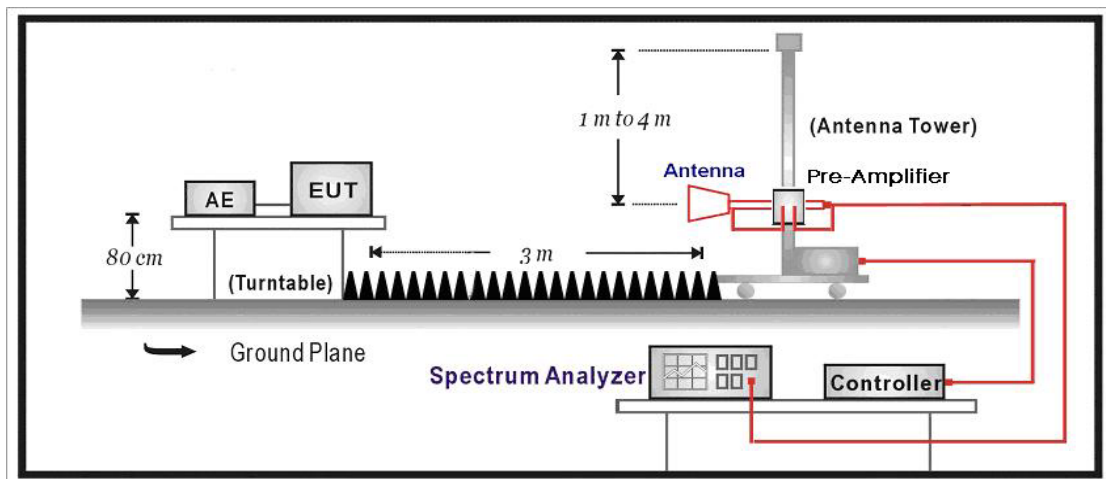 1 m to 4 m
(Antenna Tower)
Antenna
Pre-Amplifier
AE
EUT
80 cm
3 m
(Turntable)
Ground Plane
Spectrum Analyzer
Controller